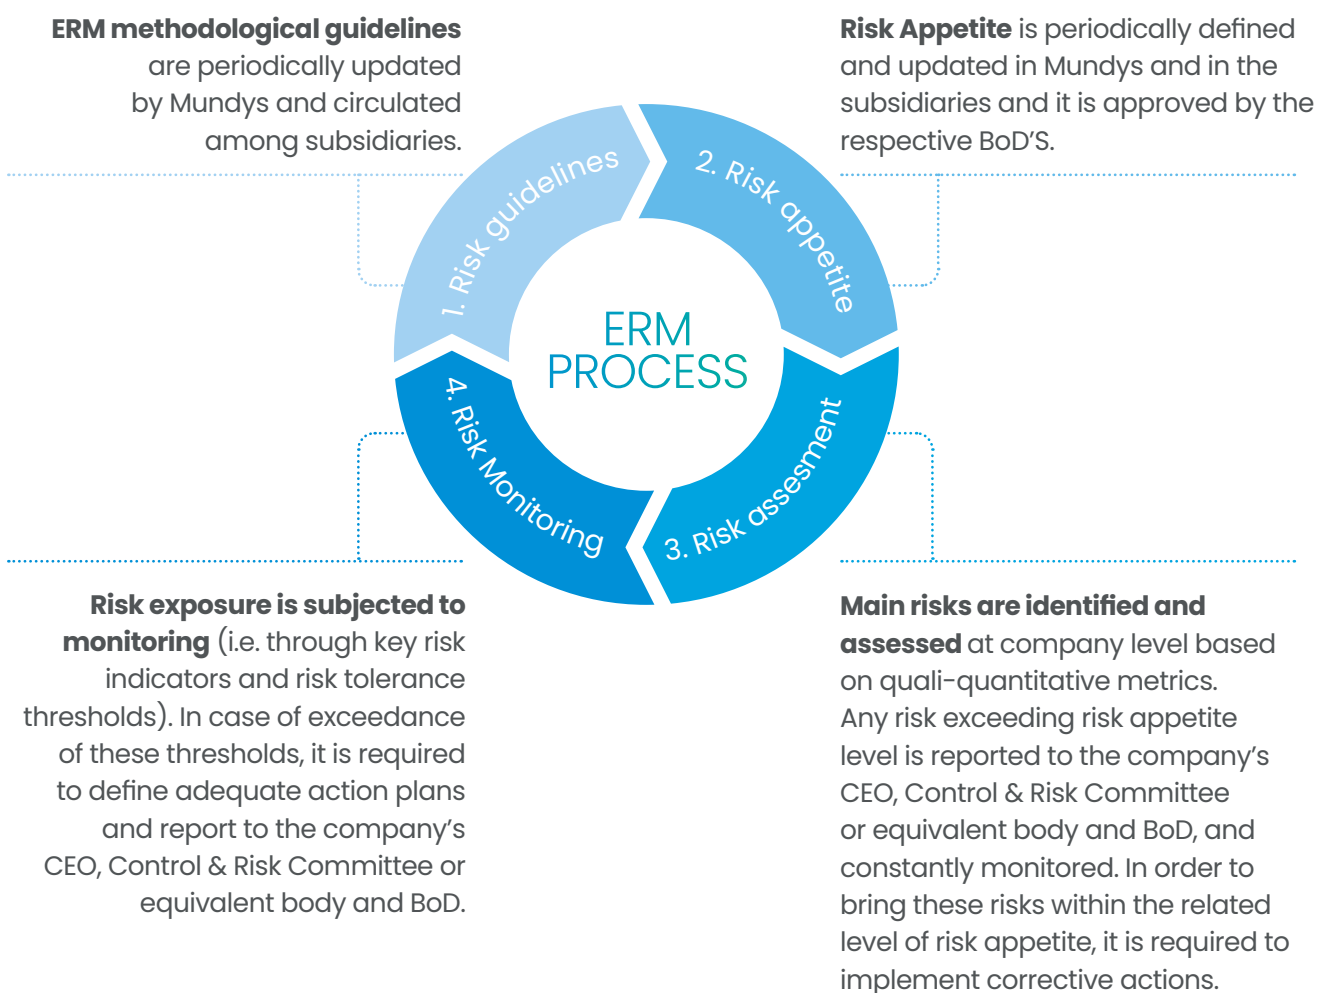 ERM methodological guidelines
are periodically updated
by Mundys and circulated
among subsidiaries.
Risk Appetite is periodically defined
and updated in Mundys and in the
subsidiaries and it is approved by the
respective BoD'S.
1. Risk guidelines
2. Risk appetite
ERM
PROCESS
3. Risk assesment
4. Risk Monitoring
Main risks are identified and
assessed at company level based
on quali-quantitative metrics.
Any risk exceeding risk appetite
level is reported to the company's
CEO, Control & Risk Committee
or equivalent body and BoD, and
constantly monitored. In order to
bring these risks within the related
level of risk appetite, it is required to
implement corrective actions.
Risk exposure is subjected to
monitoring (i.e. through key risk
indicators and risk tolerance
thresholds). In case of exceedance
of these thresholds, it is required
to define adequate action plans
and report to the company's
CEO, Control & Risk Committee or
equivalent body and BoD.